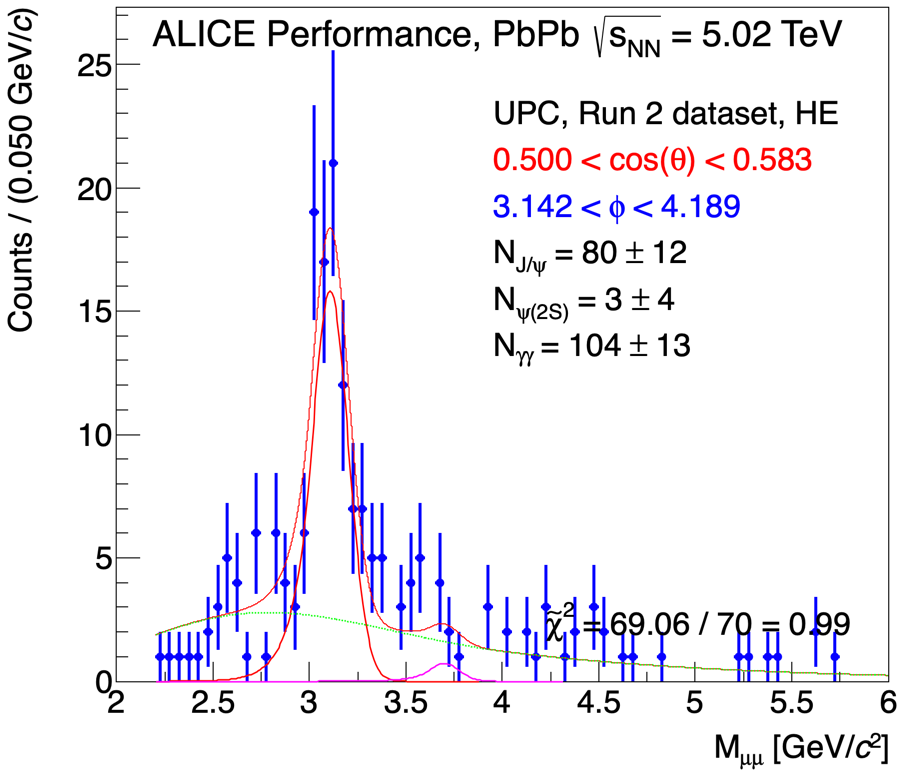 ALICE Performance, PbPb √s_NN = 5.02 TeV
UPC, Run 2 dataset, HE
0.500 < cos(θ) < 0.583
3.142 < ϕ < 4.189
N_J/ψ = 80 ± 12
N_ψ(2S) = 3 ± 4
N_γγ = 104 ± 13
χ̃² = 69.06 / 70 = 0.99
Counts / (0.050 GeV/c)
25
20
15
10
5
0
2 2.5 3 3.5 4 4.5 5 5.5 6
M_μμ [GeV/c²]